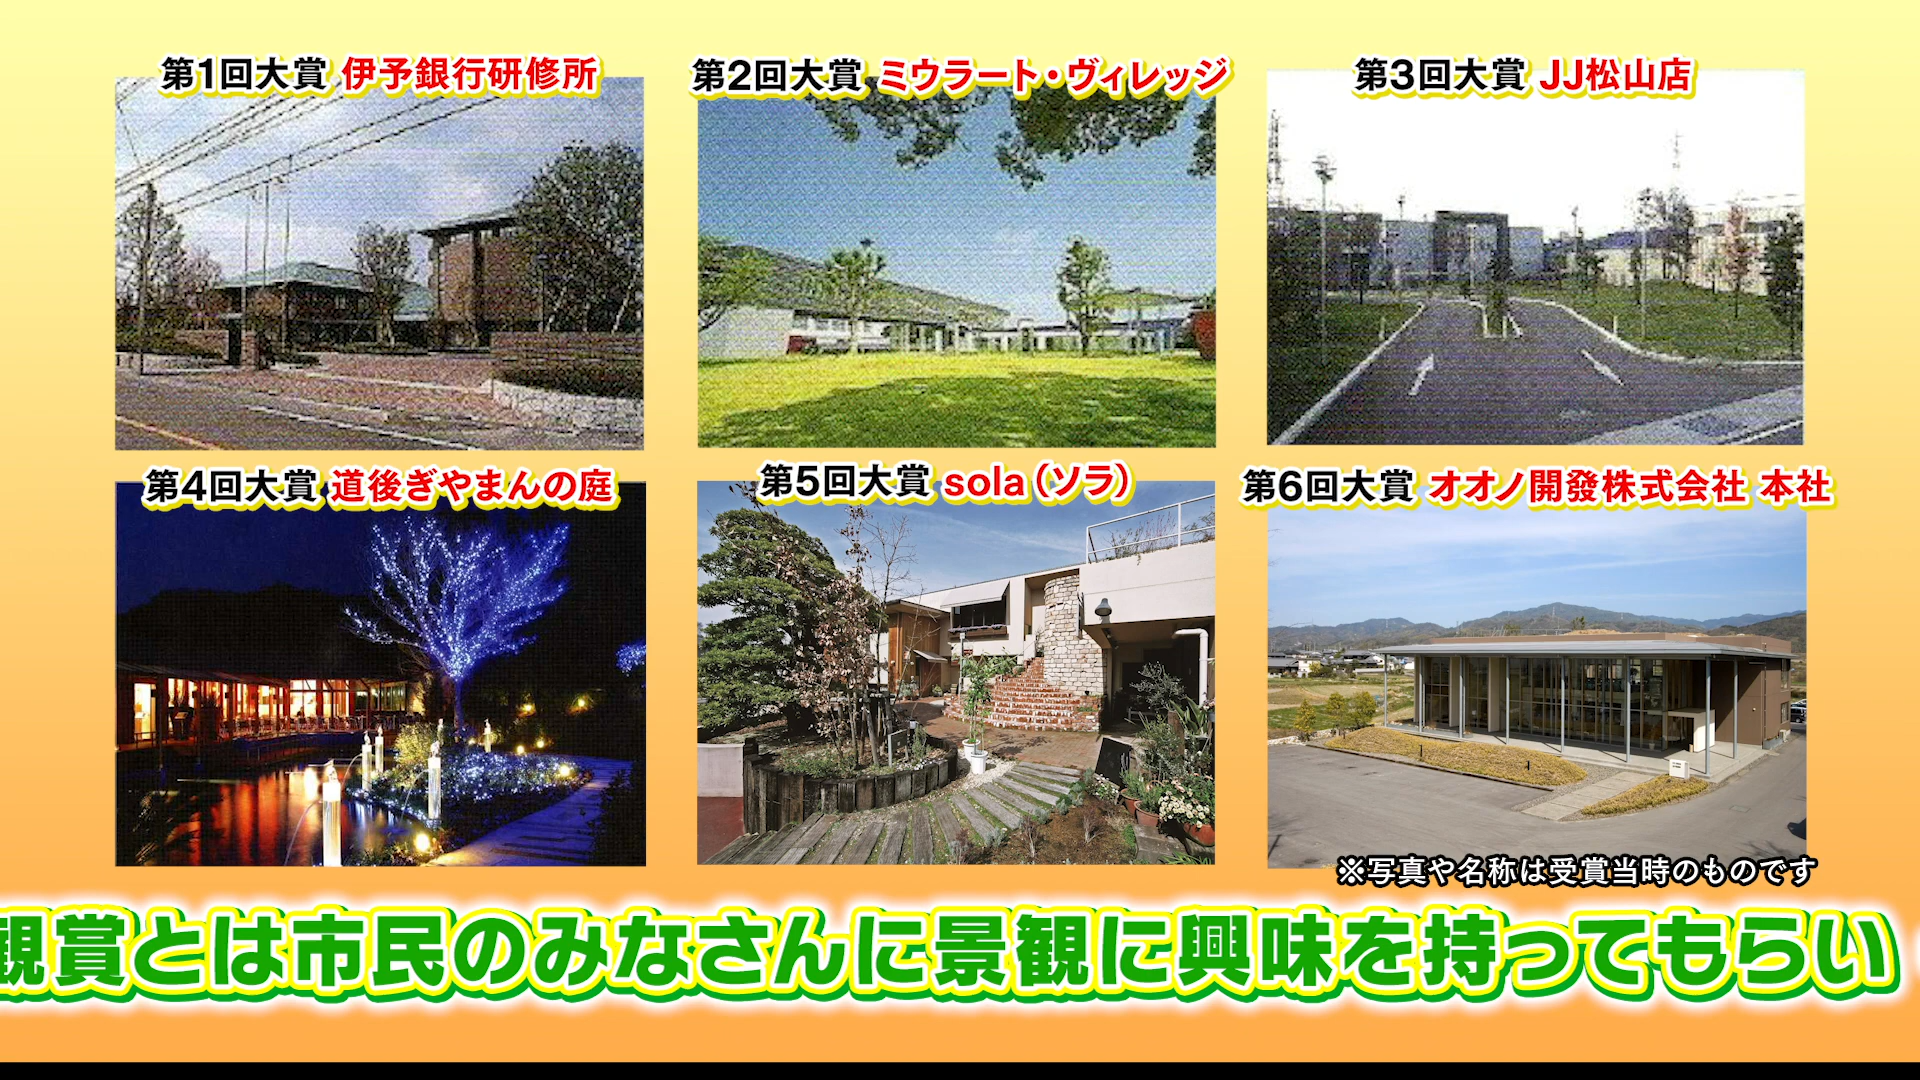 第1回大賞 伊予銀行研修所
第2回大賞 ミウラート・ヴィレッジ
第3回大賞 JJ松山店
第4回大賞 道後ぎやまんの庭
第5回大賞 sola（ソラ）
第6回大賞 オオノ開發株式会社 本社
※写真や名称は受賞当時のものです
観賞とは市民のみなさんに景観に興味を持ってもらい